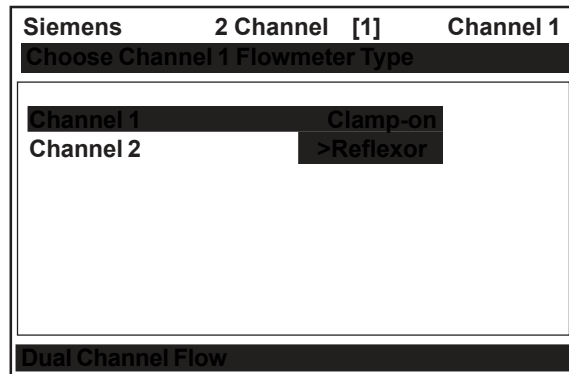 Siemens 2 Channel [1] Channel 1
Choose Channel 1 Flowmeter Type
Channel 1 Clamp-on
Channel 2 >Reflexor
Dual Channel Flow